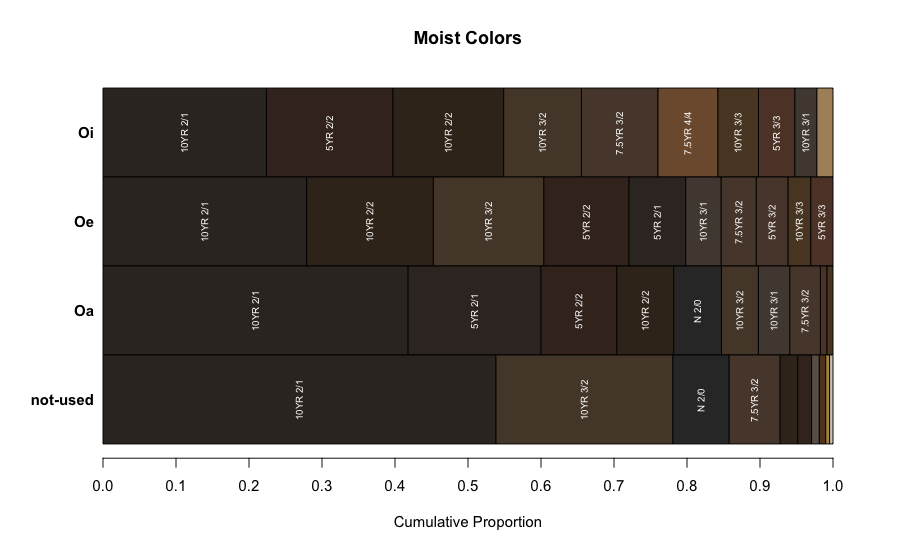 Moist Colors
Oi
10YR 2/1
5YR 2/2
10YR 2/2
10YR 3/2
7.5YR 3/2
7.5YR 4/4
10YR 3/3
5YR 3/3
10YR 3/1
Oe
10YR 2/1
10YR 2/2
10YR 3/2
5YR 2/2
5YR 2/1
10YR 3/1
7.5YR 3/2
5YR 3/2
10YR 3/3
5YR 3/3
Oa
10YR 2/1
5YR 2/1
5YR 2/2
10YR 2/2
N 2/0
10YR 3/2
10YR 3/1
7.5YR 3/2
not-used
10YR 2/1
10YR 3/2
N 2/0
7.5YR 3/2
0.0 0.1 0.2 0.3 0.4 0.5 0.6 0.7 0.8 0.9 1.0
Cumulative Proportion